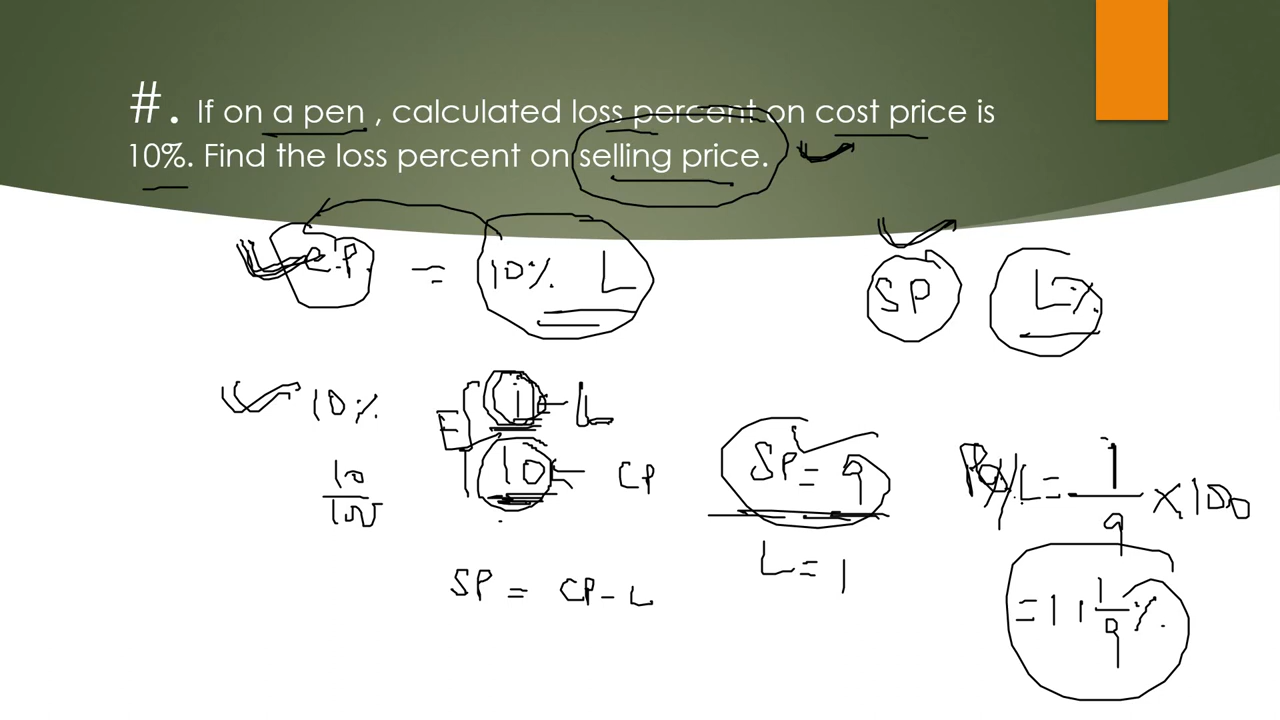 #. If on a pen , calculated loss percent on cost price is
10%. Find the loss percent on selling price.
C.P = 10% L
SP L%
10% 1 - L
10/100 10 - CP
SP = 9
L = 1
SP = CP - L
L = 1/9 × 100
= 11 1/9 %